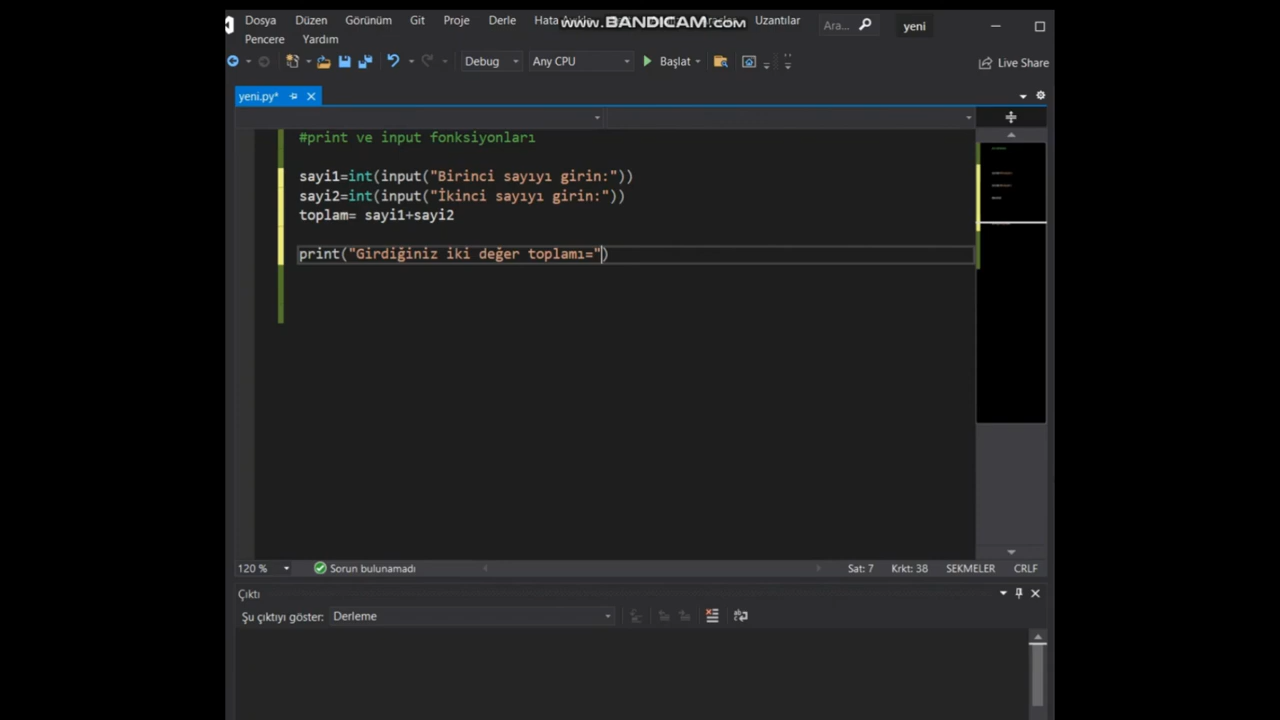 Dosya Düzen Görünüm Git Proje Derle Hata www.BANDICAM.com Uzantılar Ara... yeni
Pencere Yardım
Debug Any CPU Başlat Live Share
yeni.py*
#print ve input fonksiyonları
sayi1=int(input("Birinci sayıyı girin:"))
sayi2=int(input("İkinci sayıyı girin:"))
toplam= sayi1+sayi2
print("Girdiğiniz iki değer toplamı=")
120 % Sorun bulunamadı Sat: 7 Krkt: 38 SEKMELER CRLF
Çıktı
Şu çıktıyı göster: Derleme